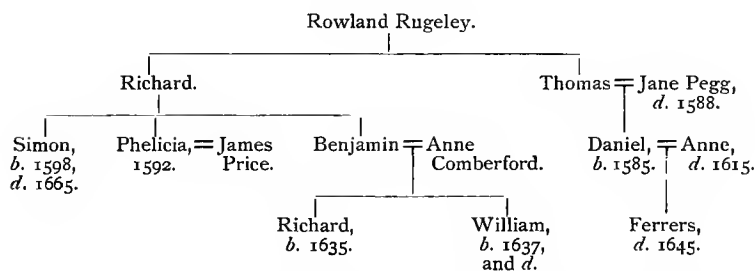 Rowland Rugeley.
Richard.
Thomas = Jane Pegg,
d. 1588.
Simon,
b. 1598,
d. 1665.
Phelicia, = James
1592. Price.
Benjamin = Anne
Comberford.
Daniel, = Anne,
b. 1585. d. 1615.
Richard,
b. 1635.
William,
b. 1637,
and d.
Ferrers,
d. 1645.